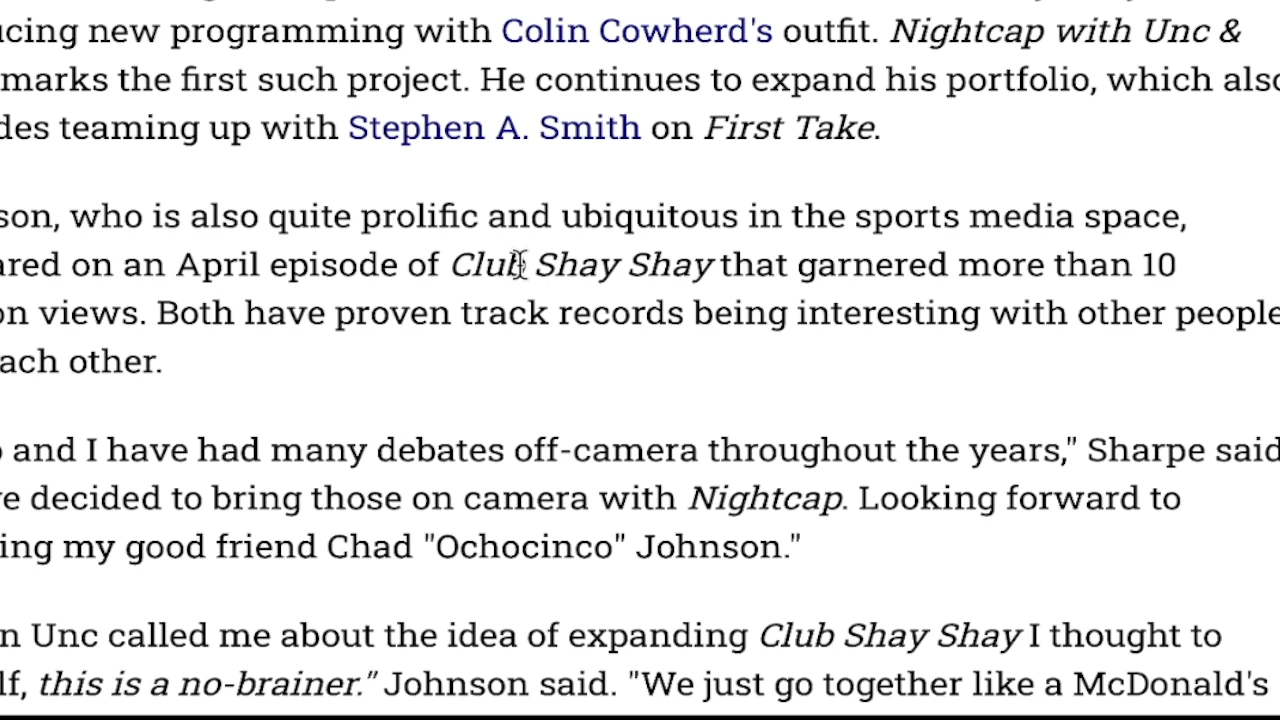 ucing new programming with Colin Cowherd's outfit. Nightcap with Unc &
marks the first such project. He continues to expand his portfolio, which also
des teaming up with Stephen A. Smith on First Take.
son, who is also quite prolific and ubiquitous in the sports media space,
ared on an April episode of Club Shay Shay that garnered more than 10
on views. Both have proven track records being interesting with other people
ach other.
and I have had many debates off-camera throughout the years," Sharpe said
e decided to bring those on camera with Nightcap. Looking forward to
ing my good friend Chad "Ochocinco" Johnson."
n Unc called me about the idea of expanding Club Shay Shay I thought to
lf, this is a no-brainer." Johnson said. "We just go together like a McDonald's